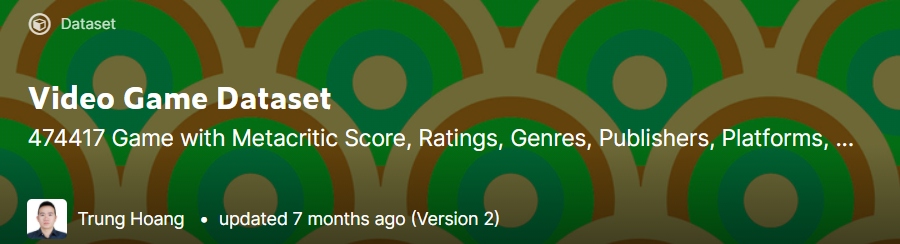 Dataset
Video Game Dataset
474417 Game with Metacritic Score, Ratings, Genres, Publishers, Platforms, ...
Trung Hoang • updated 7 months ago (Version 2)